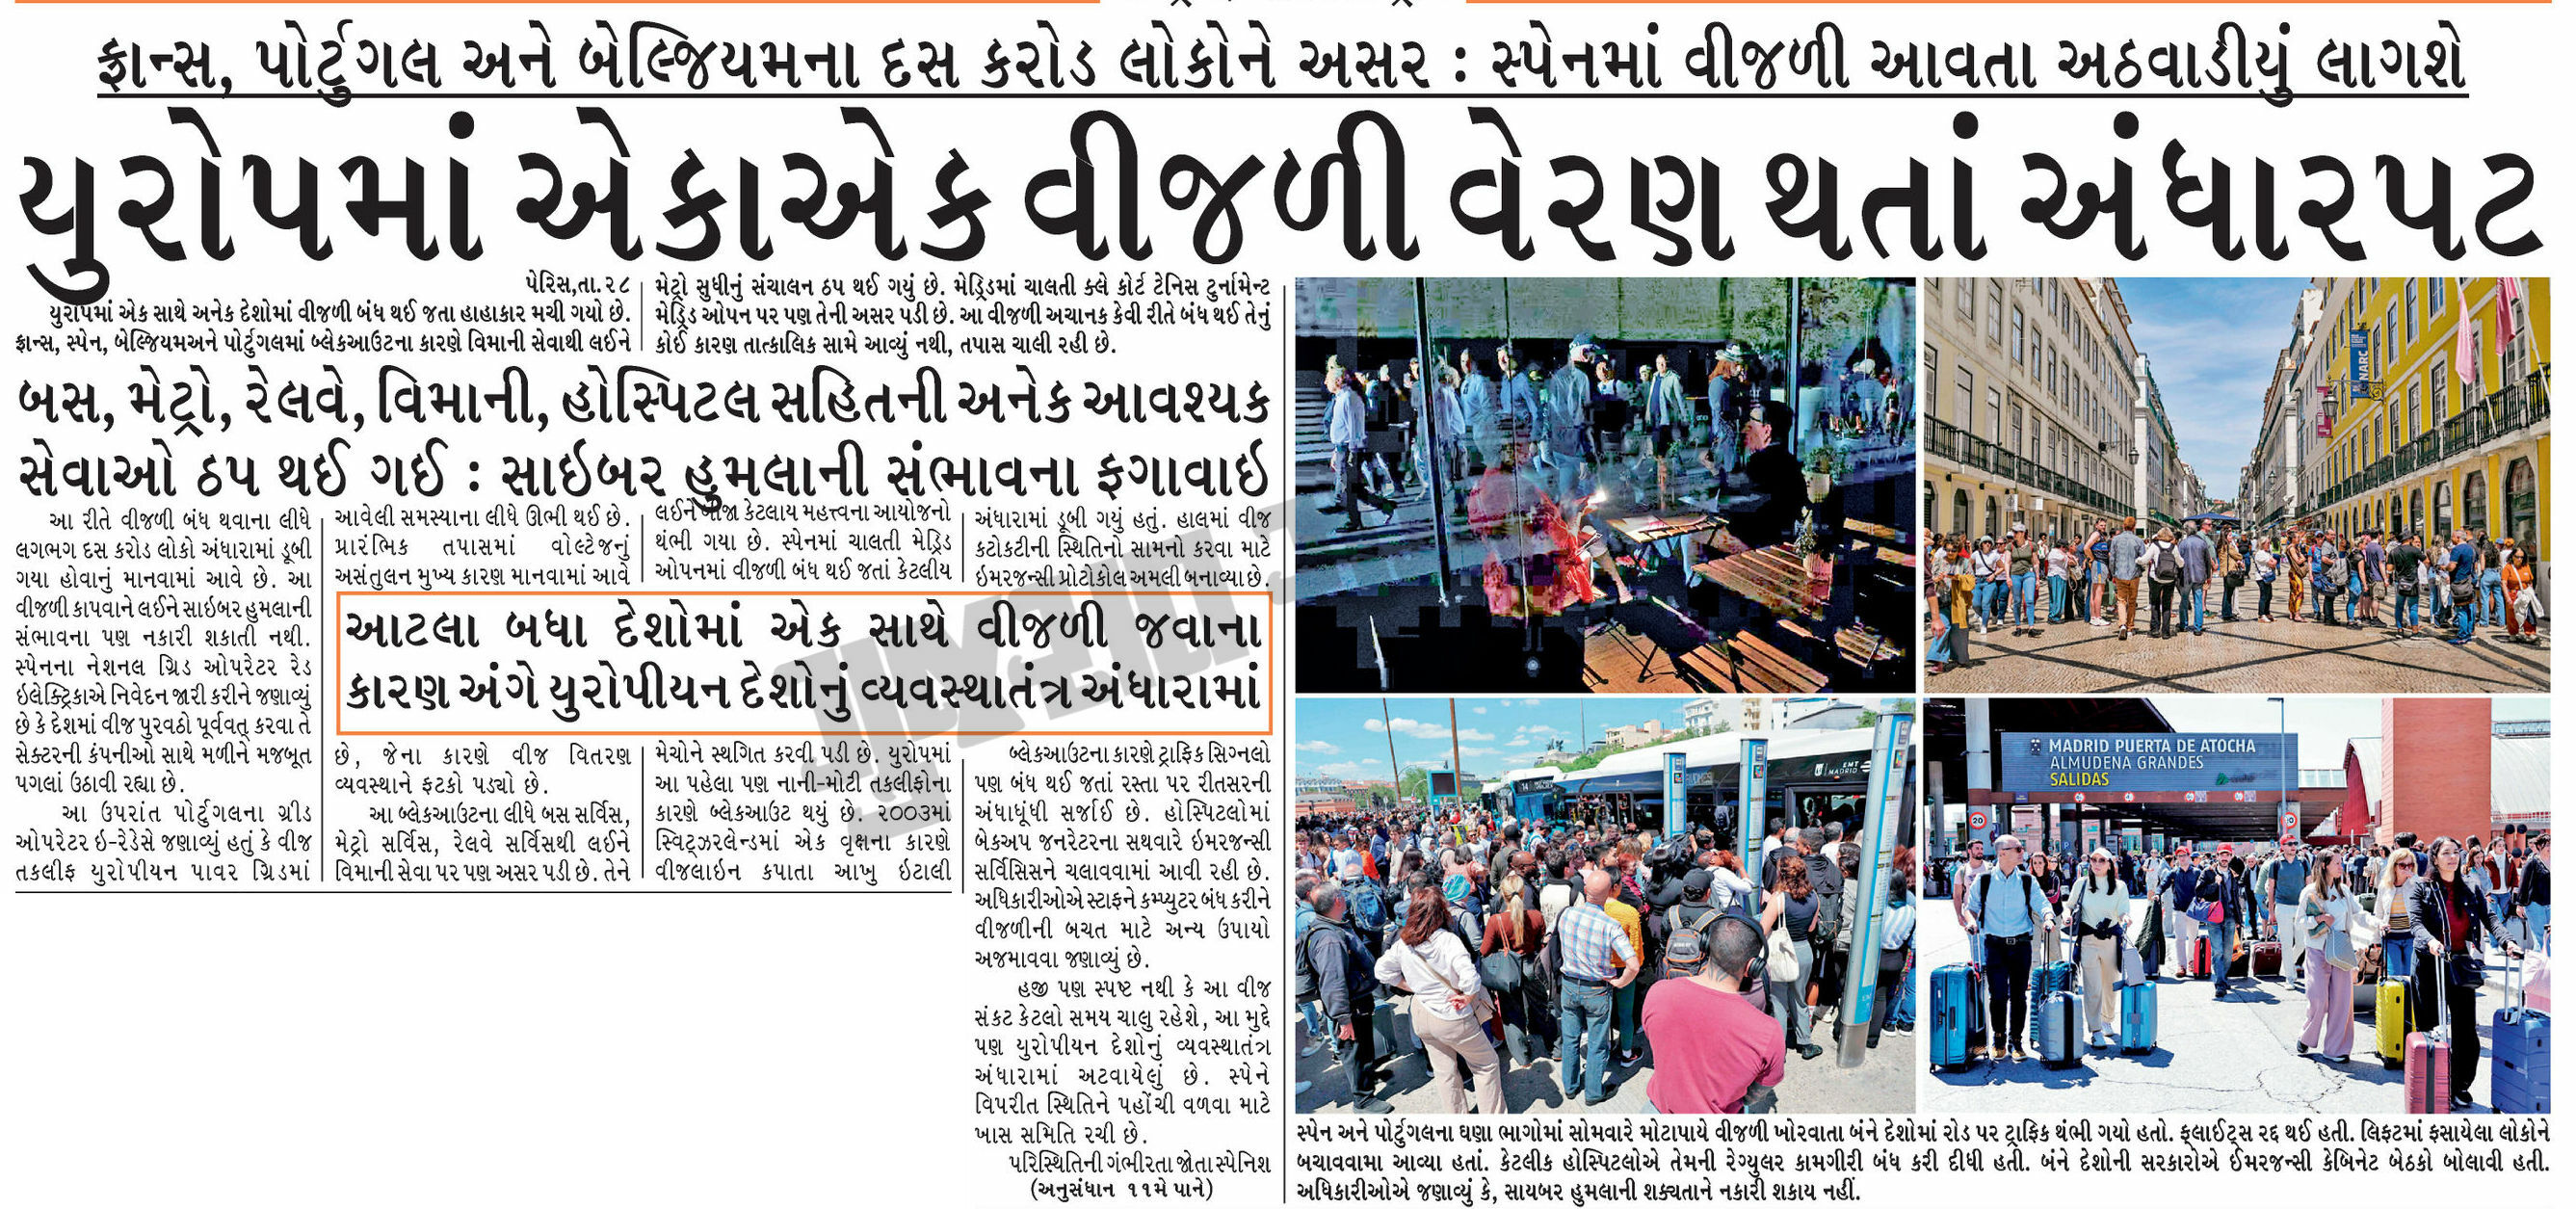 ફ્રાન્સ, પોર્ટુગલ અને બેલ્જિયમના દસ કરોડ લોકોને અસર : સ્પેનમાં વીજળી આવતા અઠવાડીયું લાગશે
યુરોપમાં એકાએક વીજળી વેરણ થતાં અંધારપટ
પેરિસ,તા.૨૮
યુરોપમાં એક સાથે અનેક દેશોમાં વીજળી બંધ થઈ જતા હાહાકાર મચી ગયો છે.
ફ્રાન્સ, સ્પેન, બેલ્જિયમઅને પોર્ટુગલમાં બ્લેકઆઉટના કારણે વિમાની સેવાથી લઈને
મેટ્રો સુધીનું સંચાલન ઠપ થઈ ગયું છે. મેડ્રિડમાં ચાલતી ક્લે કોર્ટ ટેનિસ ટુર્નામેન્ટ
મેડ્રિડ ઓપન પર પણ તેની અસર પડી છે. આ વીજળી અચાનક કેવી રીતે બંધ થઈ તેનું
કોઈ કારણ તાત્કાલિક સામે આવ્યું નથી, તપાસ ચાલી રહી છે.
બસ, મેટ્રો, રેલવે, વિમાની, હોસ્પિટલ સહિતની અનેક આવશ્યક
સેવાઓ ઠપ થઈ ગઈ : સાઇબર હુમલાની સંભાવના ફગાવાઇ
આ રીતે વીજળી બંધ થવાના લીધે
લગભગ દસ કરોડ લોકો અંધારામાં ડૂબી
ગયા હોવાનું માનવામાં આવે છે. આ
વીજળી કાપવાને લઈને સાઇબર હુમલાની
સંભાવના પણ નકારી શકાતી નથી.
સ્પેનના નેશનલ ગ્રિડ ઓપરેટર રેડ
ઇલેક્ટ્રિકાએ નિવેદન જારી કરીને જણાવ્યું
છે કે દેશમાં વીજ પુરવઠો પૂર્વવત્ કરવા તે
સેક્ટરની કંપનીઓ સાથે મળીને મજબૂત
પગલાં ઉઠાવી રહ્યા છે.
આ ઉપરાંત પોર્ટુગલના ગ્રીડ
ઓપરેટર ઇ-રેડેસે જણાવ્યું હતું કે વીજ
તકલીફ યુરોપીયન પાવર ગ્રિડમાં
આવેલી સમસ્યાના લીધે ઊભી થઈ છે.
પ્રારંભિક તપાસમાં વોલ્ટેજનું
અસંતુલન મુખ્ય કારણ માનવામાં આવે
આટલા બધા દેશોમાં એક સાથે વીજળી જવાના
કારણ અંગે યુરોપીયન દેશોનું વ્યવસ્થાતંત્ર અંધારામાં
છે, જેના કારણે વીજ વિતરણ
વ્યવસ્થાને ફટકો પડ્યો છે.
આ બ્લેકઆઉટના લીધે બસ સર્વિસ,
મેટ્રો સર્વિસ, રેલવે સર્વિસથી લઈને
વિમાની સેવા પર પણ અસર પડી છે. તેને
લઈને બીજા કેટલાય મહત્ત્વના આયોજનો
થંભી ગયા છે. સ્પેનમાં ચાલતી મેડ્રિડ
ઓપનમાં વીજળી બંધ થઈ જતાં કેટલીય
મેચોને સ્થગિત કરવી પડી છે. યુરોપમાં
આ પહેલા પણ નાની-મોટી તકલીફોના
કારણે બ્લેકઆઉટ થયું છે. ૨૦૦૩માં
સ્વિટ્ઝરલેન્ડમાં એક વૃક્ષના કારણે
વીજલાઇન કપાતા આખુ ઇટાલી
અંધારામાં ડૂબી ગયું હતું. હાલમાં વીજ
કટોકટીની સ્થિતિનો સામનો કરવા માટે
ઇમરજન્સી પ્રોટોકોલ અમલી બનાવ્યા છે.
બ્લેકઆઉટના કારણે ટ્રાફિક સિગ્નલો
પણ બંધ થઈ જતાં રસ્તા પર રીતસરની
અંધાધૂંધી સર્જાઈ છે. હોસ્પિટલોમાં
બેકઅપ જનરેટરના સથવારે ઇમરજન્સી
સર્વિસિસને ચલાવવામાં આવી રહી છે.
અધિકારીઓએ સ્ટાફને કમ્પ્યુટર બંધ કરીને
વીજળીની બચત માટે અન્ય ઉપાયો
અજમાવવા જણાવ્યું છે.
હજી પણ સ્પષ્ટ નથી કે આ વીજ
સંકટ કેટલો સમય ચાલુ રહેશે, આ મુદ્દે
પણ યુરોપીયન દેશોનું વ્યવસ્થાતંત્ર
અંધારામાં અટવાયેલું છે. સ્પેને
વિપરીત સ્થિતિને પહોંચી વળવા માટે
ખાસ સમિતિ રચી છે.
પરિસ્થિતિની ગંભીરતા જોતા સ્પેનિશ
(અનુસંધાન ૧૧મે પાને)
MADRID PUERTA DE ATOCHA
ALMUDENA GRANDES
SALIDAS
EMT
MADRID
20
સ્પેન અને પોર્ટુગલના ઘણા ભાગોમાં સોમવારે મોટાપાયે વીજળી ખોરવાતા બંને દેશોમાં રોડ પર ટ્રાફિક થંભી ગયો હતો. ફ્લાઈટ્સ રદ્દ થઈ હતી. લિફ્ટમાં ફસાયેલા લોકોને
બચાવવામા આવ્યા હતાં. કેટલીક હોસ્પિટલોએ તેમની રેગ્યુલર કામગીરી બંધ કરી દીધી હતી. બંને દેશોની સરકારોએ ઈમરજન્સી કેબિનેટ બેઠકો બોલાવી હતી.
અધિકારીઓએ જણાવ્યું કે, સાયબર હુમલાની શક્યતાને નકારી શકાય નહીં.